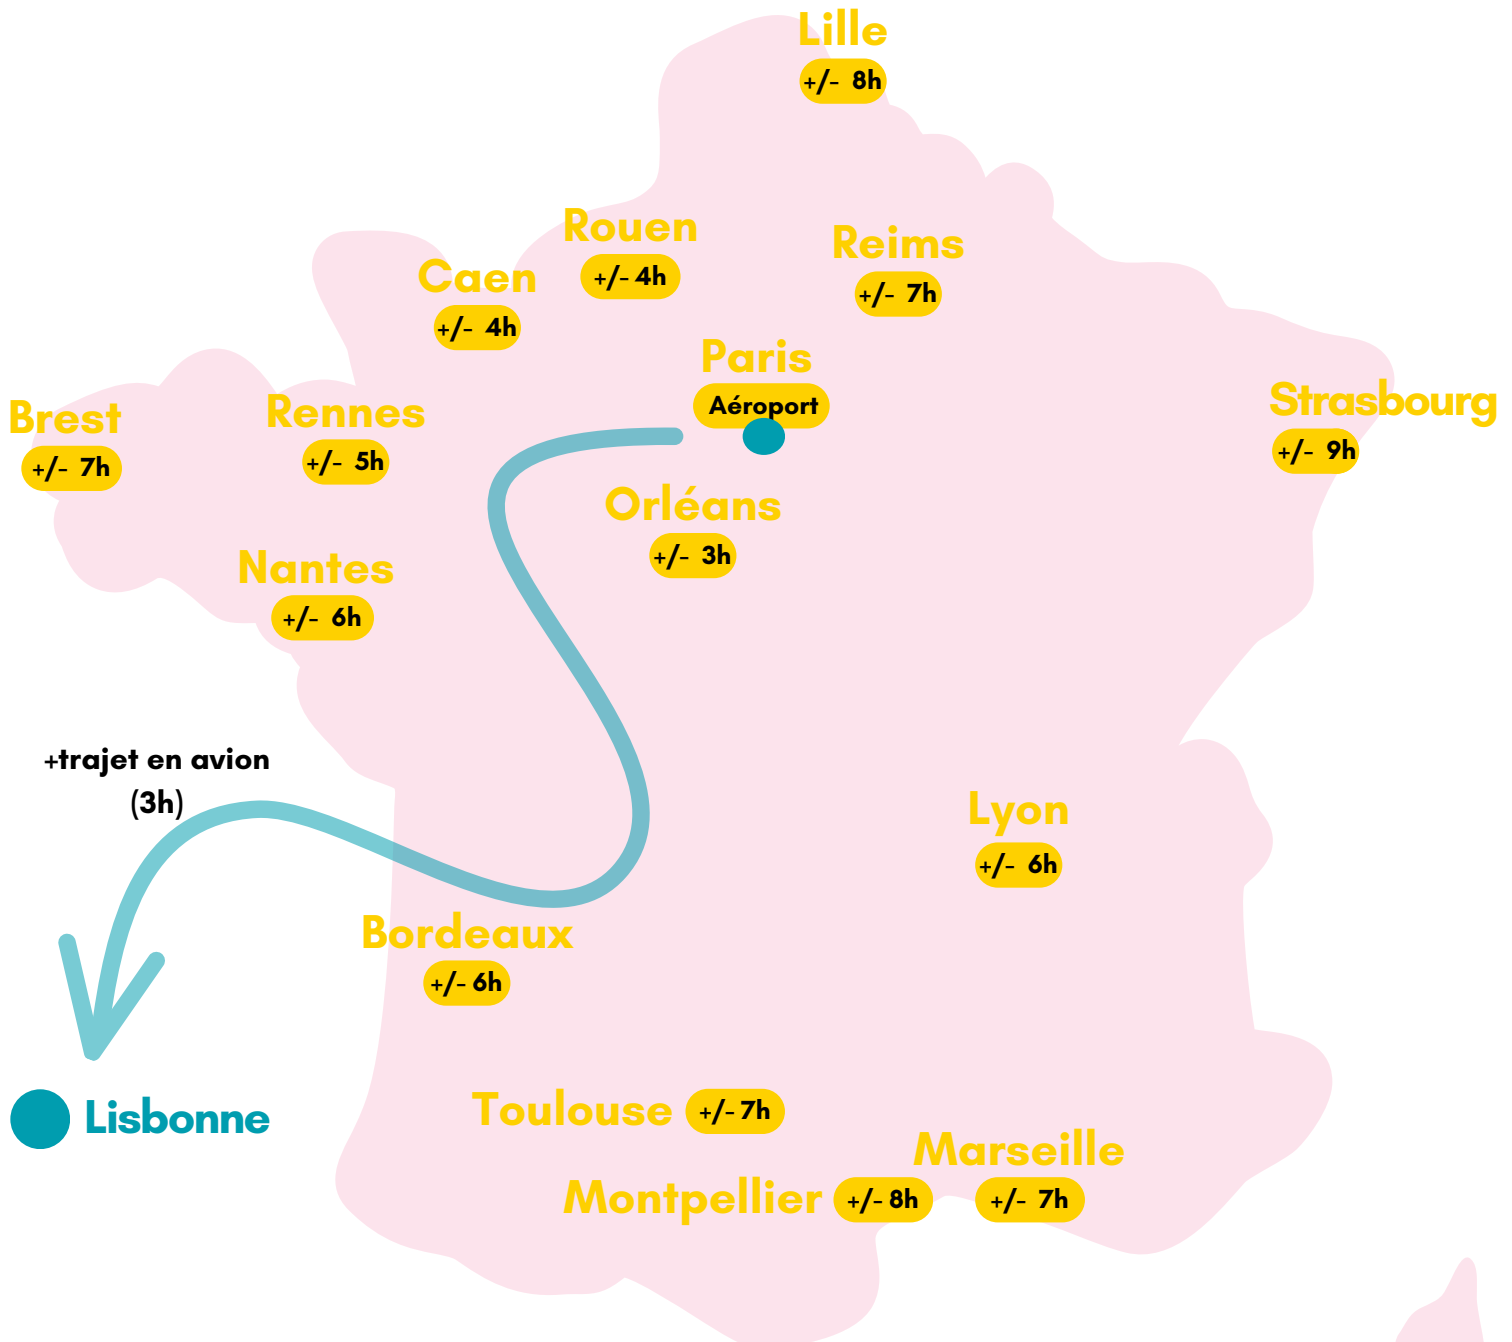 Lille
+/- 8h
Rouen
+/- 4h
Reims
+/- 7h
Caen
+/- 4h
Paris
Aéroport
Brest
+/- 7h
Rennes
+/- 5h
Strasbourg
+/- 9h
Orléans
+/- 3h
Nantes
+/- 6h
+trajet en avion
(3h)
Lyon
+/- 6h
Bordeaux
+/- 6h
Lisbonne
Toulouse +/- 7h
Marseille
+/- 7h
Montpellier +/- 8h